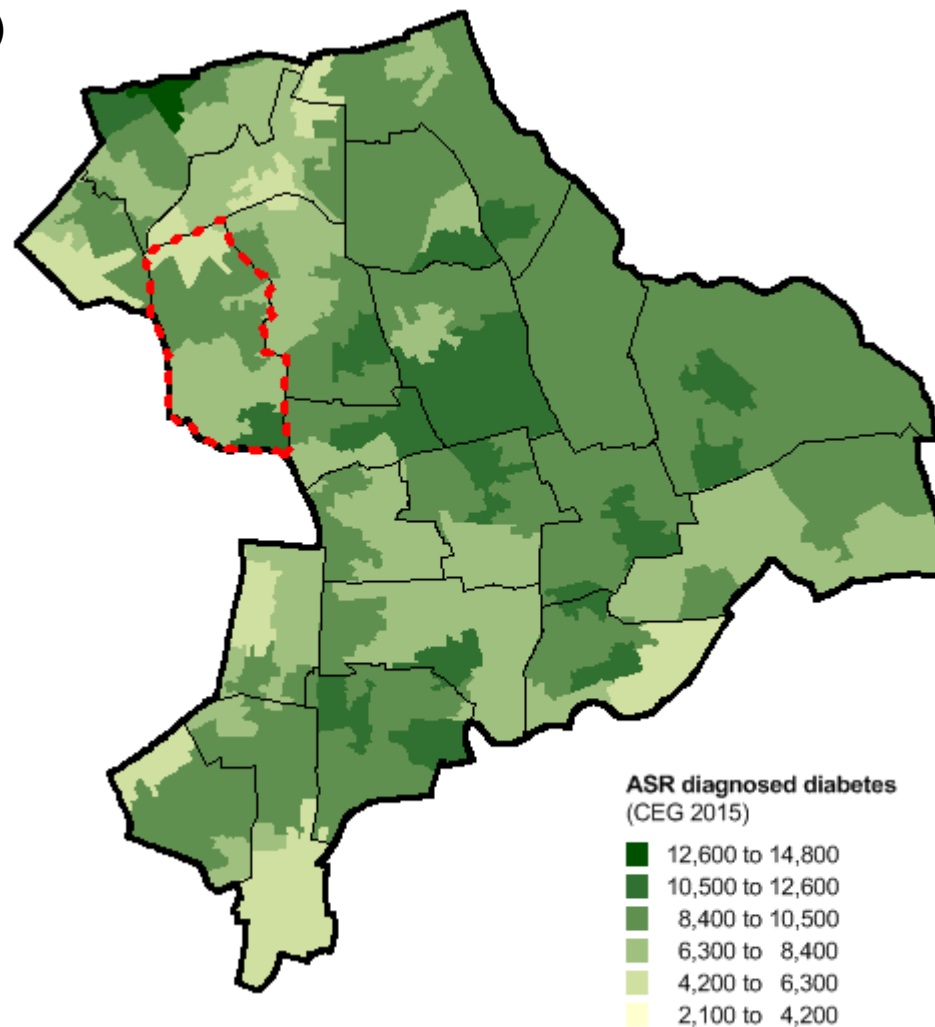 )
ASR diagnosed diabetes
(CEG 2015)
12,600 to 14,800
10,500 to 12,600
8,400 to 10,500
6,300 to 8,400
4,200 to 6,300
2,100 to 4,200